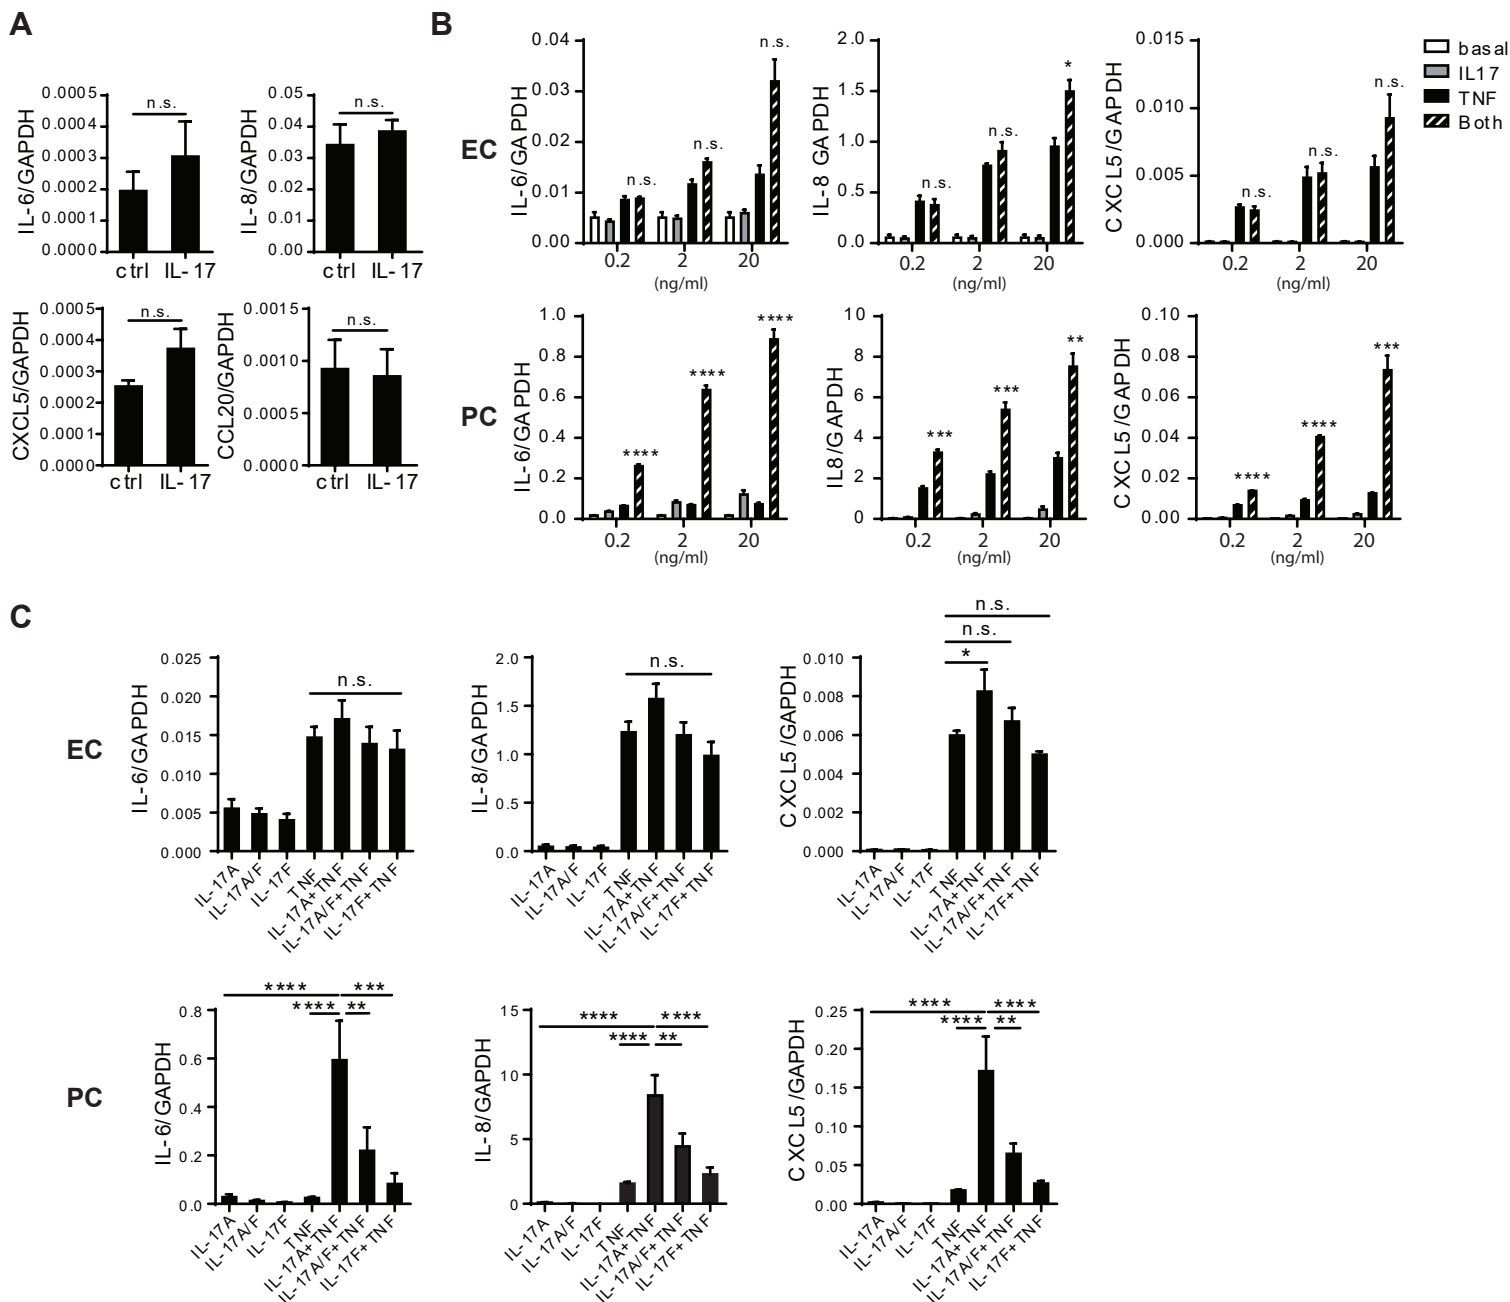 A
B
0.0005
0.0004
0.0003
0.0002
0.0001
0.0000
IL-6/GAPDH
n.s.
ctrl IL-17
0.05
0.04
0.03
0.02
0.01
0.00
IL-8/GAPDH
n.s.
ctrl IL-17
0.0005
0.0004
0.0003
0.0002
0.0001
0.0000
CXCL5/GAPDH
n.s.
ctrl IL-17
0.0015
0.0010
0.0005
0.0000
CCL20/GAPDH
n.s.
ctrl IL-17
EC
0.04
0.03
0.02
0.01
0.00
IL-6/GAPDH
n.s. n.s. n.s.
0.2 2 20
(ng/ml)
2.0
1.5
1.0
0.5
0.0
IL-8 GAPDH
n.s. n.s. *
0.2 2 20
(ng/ml)
0.015
0.010
0.005
0.000
CXCL5/GAPDH
n.s. n.s. n.s.
0.2 2 20
(ng/ml)
basal
IL17
TNF
Both
PC
1.0
0.8
0.6
0.4
0.2
0.0
IL-6/GAPDH
**** **** ****
0.2 2 20
(ng/ml)
10
8
6
4
2
0
IL8/GAPDH
*** *** **
0.2 2 20
(ng/ml)
0.10
0.08
0.06
0.04
0.02
0.00
CXCL5/GAPDH
**** **** ***
0.2 2 20
(ng/ml)
C
EC
0.025
0.020
0.015
0.010
0.005
0.000
IL-6/GAPDH
n.s.
IL-17A
IL-17A/F
IL-17F
TNF
IL-17A+TNF
IL-17A/F+TNF
IL-17F+TNF
2.0
1.5
1.0
0.5
0.0
IL-8/GAPDH
n.s.
IL-17A
IL-17A/F
IL-17F
TNF
IL-17A+TNF
IL-17A/F+TNF
IL-17F+TNF
0.010
0.008
0.006
0.004
0.002
0.000
CXCL5/GAPDH
n.s.
n.s.
*
IL-17A
IL-17A/F
IL-17F
TNF
IL-17A+TNF
IL-17A/F+TNF
IL-17F+TNF
PC
0.8
0.6
0.4
0.2
0.0
IL-6/GAPDH
**** ***
**** **
IL-17A
IL-17A/F
IL-17F
TNF
IL-17A+TNF
IL-17A/F+TNF
IL-17F+TNF
15
10
5
0
IL-8/GAPDH
**** ****
**** **
IL-17A
IL-17A/F
IL-17F
TNF
IL-17A+TNF
IL-17A/F+TNF
IL-17F+TNF
0.25
0.20
0.15
0.10
0.05
0.00
CXCL5/GAPDH
**** ****
**** **
IL-17A
IL-17A/F
IL-17F
TNF
IL-17A+TNF
IL-17A/F+TNF
IL-17F+TNF